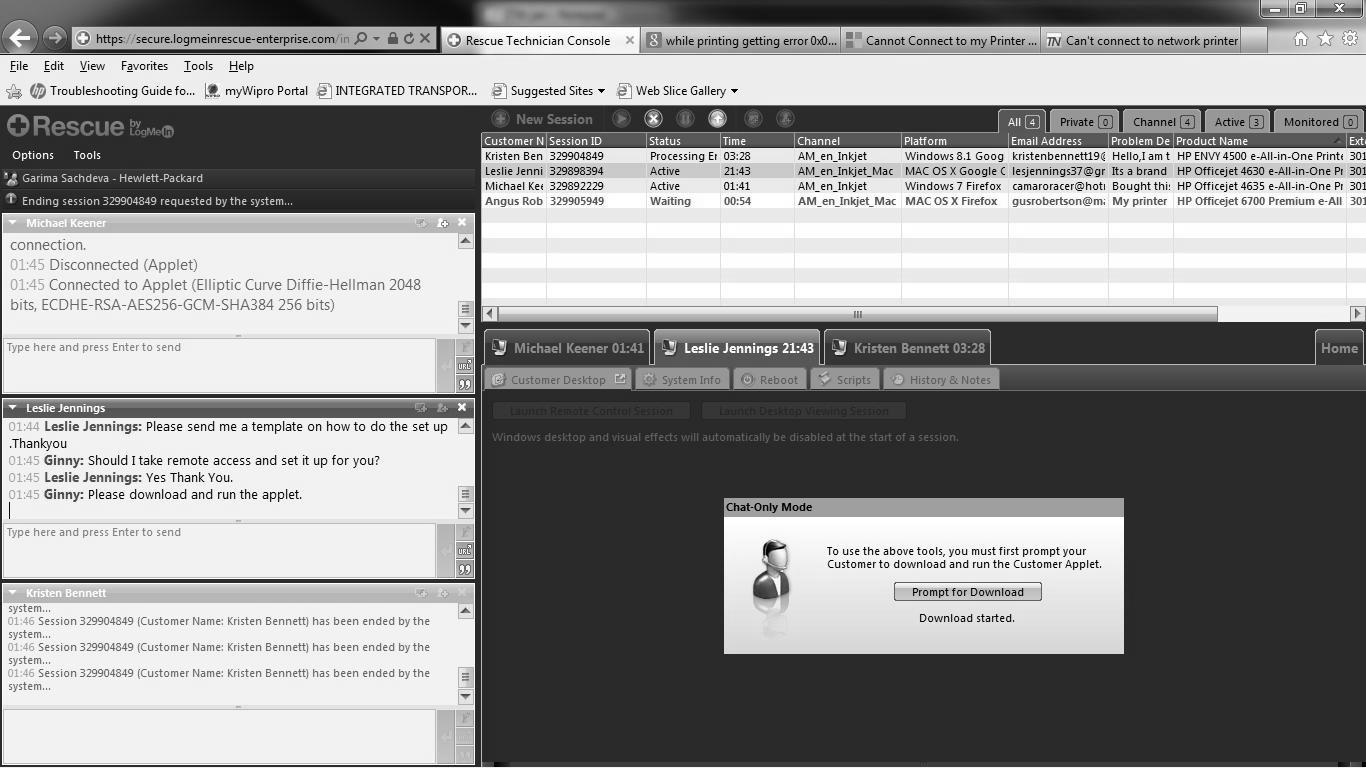 https://secure.logmeinrescue-enterprise.com/in
Rescue Technician Console
while printing getting error 0x0...
Cannot Connect to my Printer ...
TN Can't connect to network printer
File Edit View Favorites Tools Help
Troubleshooting Guide fo... myWipro Portal INTEGRATED TRANSPOR... Suggested Sites Web Slice Gallery
Rescue by LogMeIn
Options Tools
Garima Sachdeva - Hewlett-Packard
Ending session 329904849 requested by the system...
Michael Keener
connection.
01:45 Disconnected (Applet)
01:45 Connected to Applet (Elliptic Curve Diffie-Hellman 2048
bits, ECDHE-RSA-AES256-GCM-SHA384 256 bits)
Type here and press Enter to send
URL
Leslie Jennings
01:44 Leslie Jennings: Please send me a template on how to do the set up
.Thankyou
01:45 Ginny: Should I take remote access and set it up for you?
01:45 Leslie Jennings: Yes Thank You.
01:45 Ginny: Please download and run the applet.
Type here and press Enter to send
URL
Kristen Bennett
system...
01:46 Session 329904849 (Customer Name: Kristen Bennett) has been ended by the
system...
01:46 Session 329904849 (Customer Name: Kristen Bennett) has been ended by the
system...
01:46 Session 329904849 (Customer Name: Kristen Bennett) has been ended by the
system...
New Session
All 4 Private 0 Channel 4 Active 3 Monitored 0
Customer N Session ID Status Time Channel Platform Email Address Problem De Product Name Exte
Kristen Ben 329904849 Processing Er 03:28 AM_en_Inkjet Windows 8.1 Goog kristenbennett19@ Hello,I am t HP ENVY 4500 e-All-in-One Printe 301
Leslie Jenni 329898394 Active 21:43 AM_en_Inkjet_Mac MAC OS X Google C lesjennings37@gr Its a brand HP Officejet 4630 e-All-in-One Pr 301
Michael Kee 329892229 Active 01:41 AM_en_Inkjet Windows 7 Firefox camaroracer@hot Bought this HP Officejet 4635 e-All-in-One Pr 301
Angus Rob 329905949 Waiting 00:54 AM_en_Inkjet_Mac MAC OS X Firefox gusrobertson@ma My printer HP Officejet 6700 Premium e-All 301
Michael Keener 01:41 Leslie Jennings 21:43 Kristen Bennett 03:28 Home
Customer Desktop System Info Reboot Scripts History & Notes
Launch Remote Control Session Launch Desktop Viewing Session
Windows desktop and visual effects will automatically be disabled at the start of a session.
Chat-Only Mode
To use the above tools, you must first prompt your
Customer to download and run the Customer Applet.
Prompt for Download
Download started.